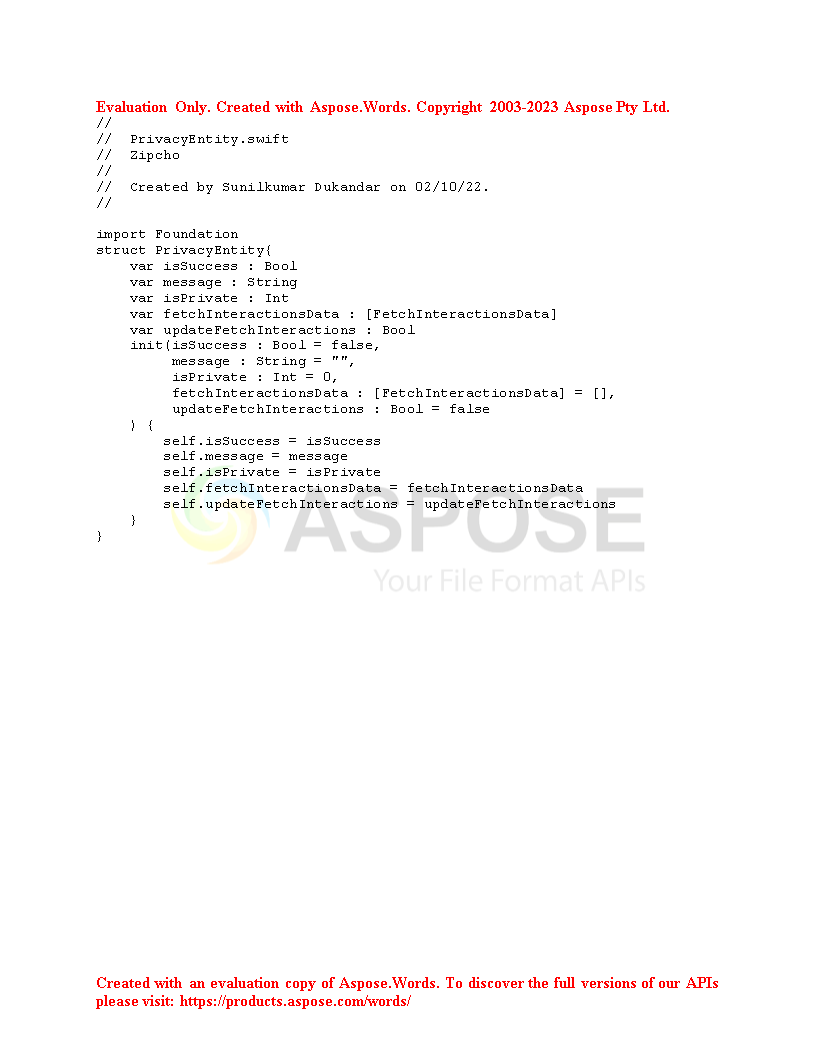 Evaluation Only. Created with Aspose.Words. Copyright 2003-2023 Aspose Pty Ltd.
//
//  PrivacyEntity.swift
//  Zipcho
//
//  Created by Sunilkumar Dukandar on 02/10/22.
//

import Foundation
struct PrivacyEntity{
    var isSuccess : Bool
    var message : String
    var isPrivate : Int
    var fetchInteractionsData : [FetchInteractionsData]
    var updateFetchInteractions : Bool
    init(isSuccess : Bool = false,
         message : String = "",
         isPrivate : Int = 0,
         fetchInteractionsData : [FetchInteractionsData] = [],
         updateFetchInteractions : Bool = false
    ) {
        self.isSuccess = isSuccess
        self.message = message
        self.isPrivate = isPrivate
        self.fetchInteractionsData = fetchInteractionsData
        self.updateFetchInteractions = updateFetchInteractions
    }
}
ASPOSE
Your File Format APIs
Created with an evaluation copy of Aspose.Words. To discover the full versions of our APIs
please visit: https://products.aspose.com/words/